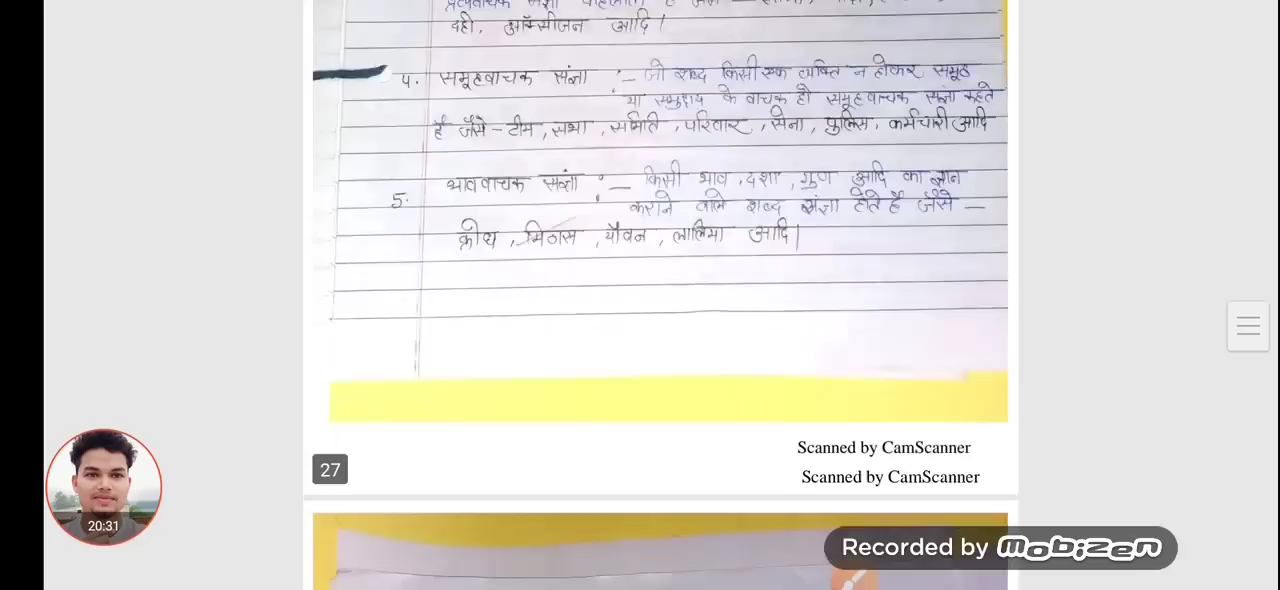 दही, ऑक्सीजन आदि।
4. समूहवाचक संज्ञा :- जो शब्द किसी एक व्यक्ति न होकर समूह
या समुदाय के वाचक हो समूहवाचक संज्ञा कहते
हैं जैसे - टीम, सभा, समिति, परिवार, सेना, पुलिस, कर्मचारी आदि
5. भाववाचक संज्ञा :- किसी भाव, दशा, गुण आदि का ज्ञान
कराने वाले शब्द संज्ञा होते हैं जैसे -
क्रोध, मिठास, यौवन, लालिमा आदि।
Scanned by CamScanner
27
Scanned by CamScanner
20:31
Recorded by mobizen